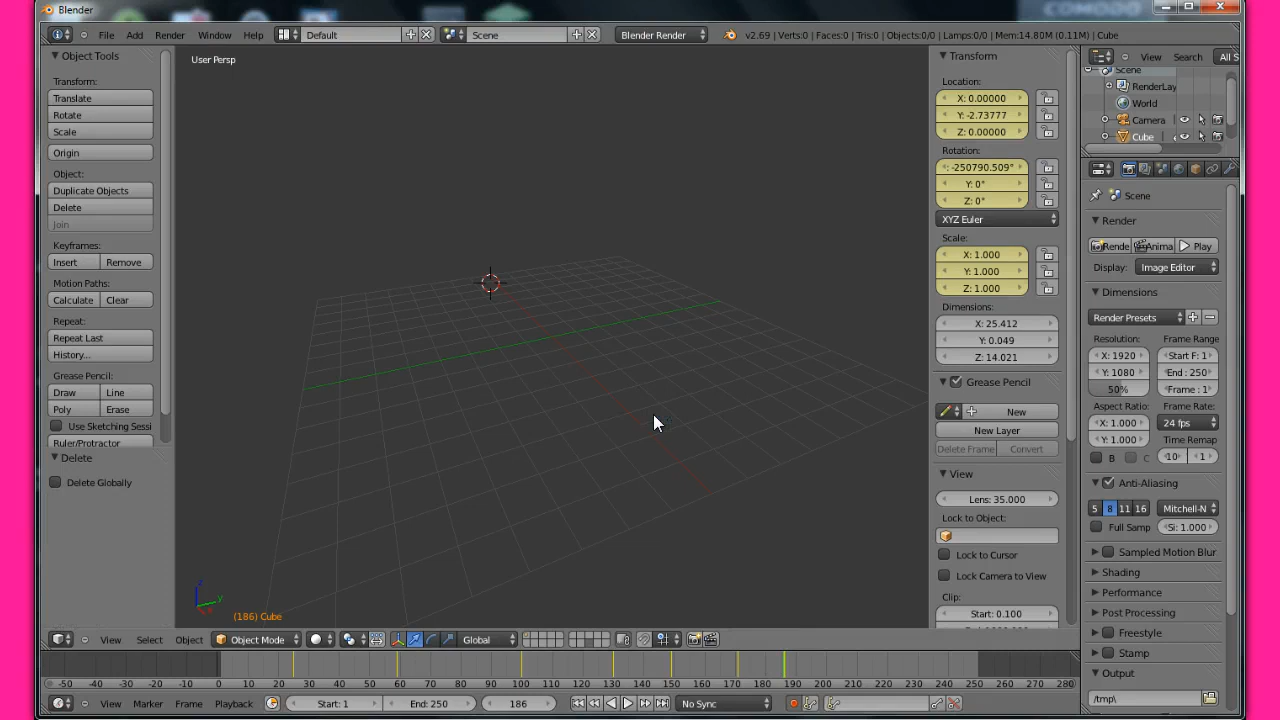 Blender
COMODO
File Add Render Window Help Default Scene Blender Render v2.69 | Verts:0 | Faces:0 | Tris:0 | Objects:0/0 | Lamps:0/0 | Mem:14.80M (0.11M) | Cube
Object Tools
Transform:
Translate
Rotate
Scale
Origin
Object:
Duplicate Objects
Delete
Join
Keyframes:
Insert Remove
Motion Paths:
Calculate Clear
Repeat:
Repeat Last
History...
Grease Pencil:
Draw Line
Poly Erase
Use Sketching Sessi
Ruler/Protractor
Delete
Delete Globally
User Persp
z
y
x
(186) Cube
Transform
Location:
X: 0.00000
Y: -2.73777
Z: 0.00000
Rotation:
: -250790.509°
Y: 0°
Z: 0°
XYZ Euler
Scale:
X: 1.000
Y: 1.000
Z: 1.000
Dimensions:
X: 25.412
Y: 0.049
Z: 14.021
Grease Pencil
New
New Layer
Delete Frame Convert
View
Lens: 35.000
Lock to Object:
Lock to Cursor
Lock Camera to View
Clip:
Start: 0.100
View Search All S
Scene
RenderLay
World
Camera
Cube
Scene
Render
Rende Anima Play
Display: Image Editor
Dimensions
Render Presets
Resolution: Frame Range
X: 1920 Start F: 1
Y: 1080 End : 250
50% Frame : 1
Aspect Ratio: Frame Rate:
X: 1.000 24 fps
Y: 1.000 Time Remap
B C 10 1
Anti-Aliasing
5 8 11 16 Mitchell-N
Full Samp Si: 1.000
Sampled Motion Blur
Shading
Performance
Post Processing
Freestyle
Stamp
Output
/tmp\
View Select Object Object Mode Global
-50 -40 -30 -20 -10 0 10 20 30 40 50 60 70 80 90 100 110 120 130 140 150 160 170 180 190 200 210 220 230 240 250 260 270 280
View Marker Frame Playback Start: 1 End: 250 186 No Sync